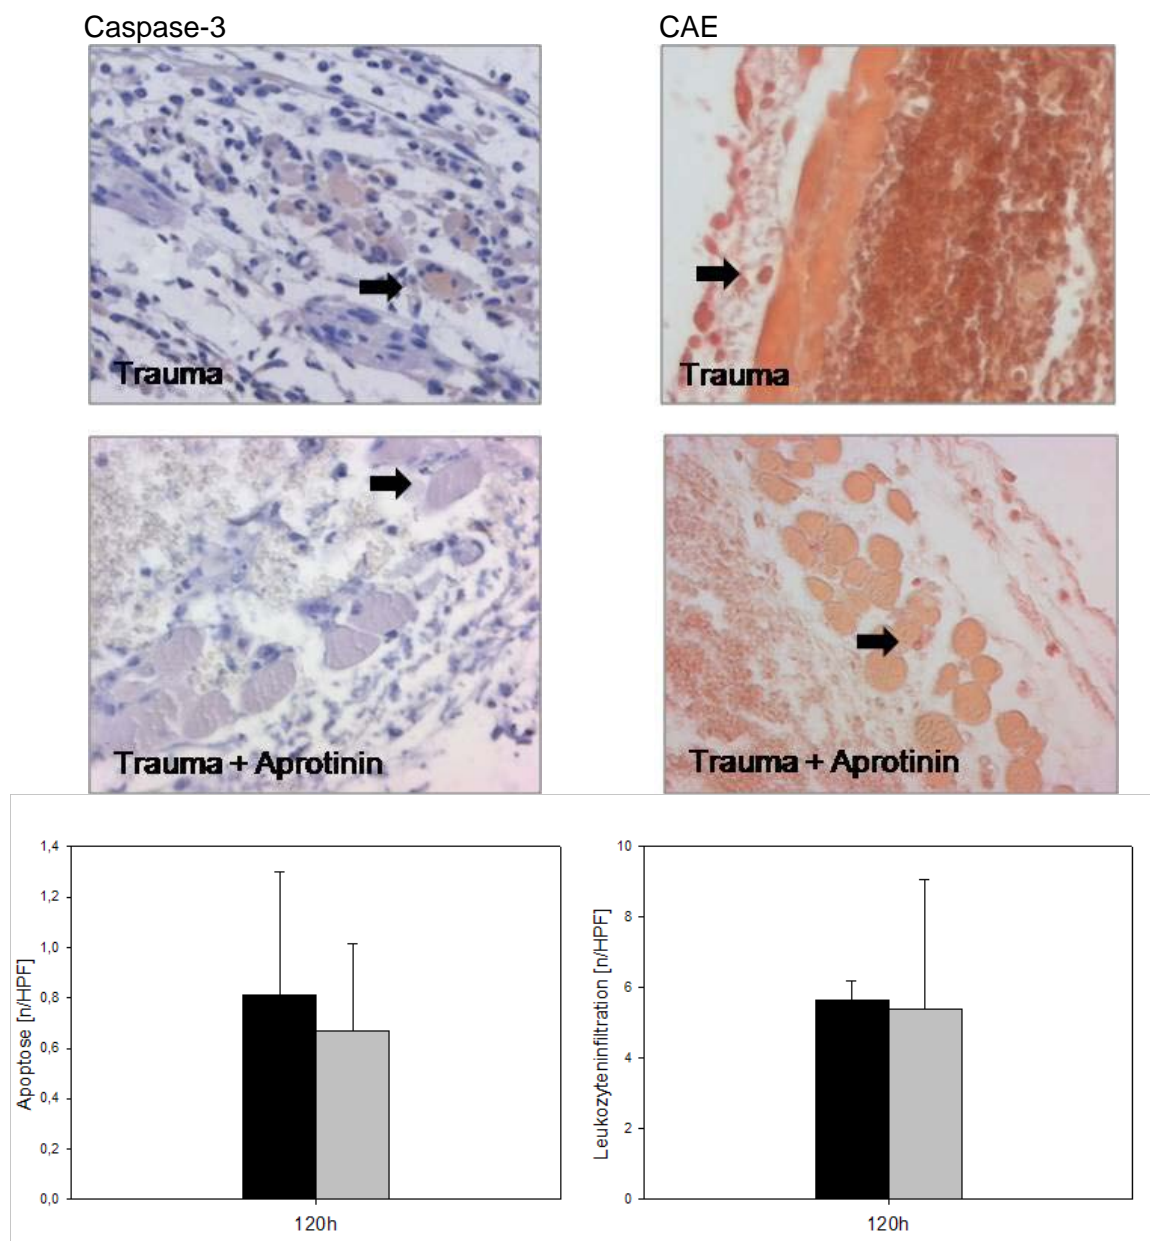 Caspase-3
CAE
Trauma
Trauma
Trauma + Aprotinin
Trauma + Aprotinin
Apoptose [n/HPF]
1,4
1,2
1,0
0,8
0,6
0,4
0,2
0,0
120h
Leukozyteninfiltration [n/HPF]
10
8
6
4
2
0
120h